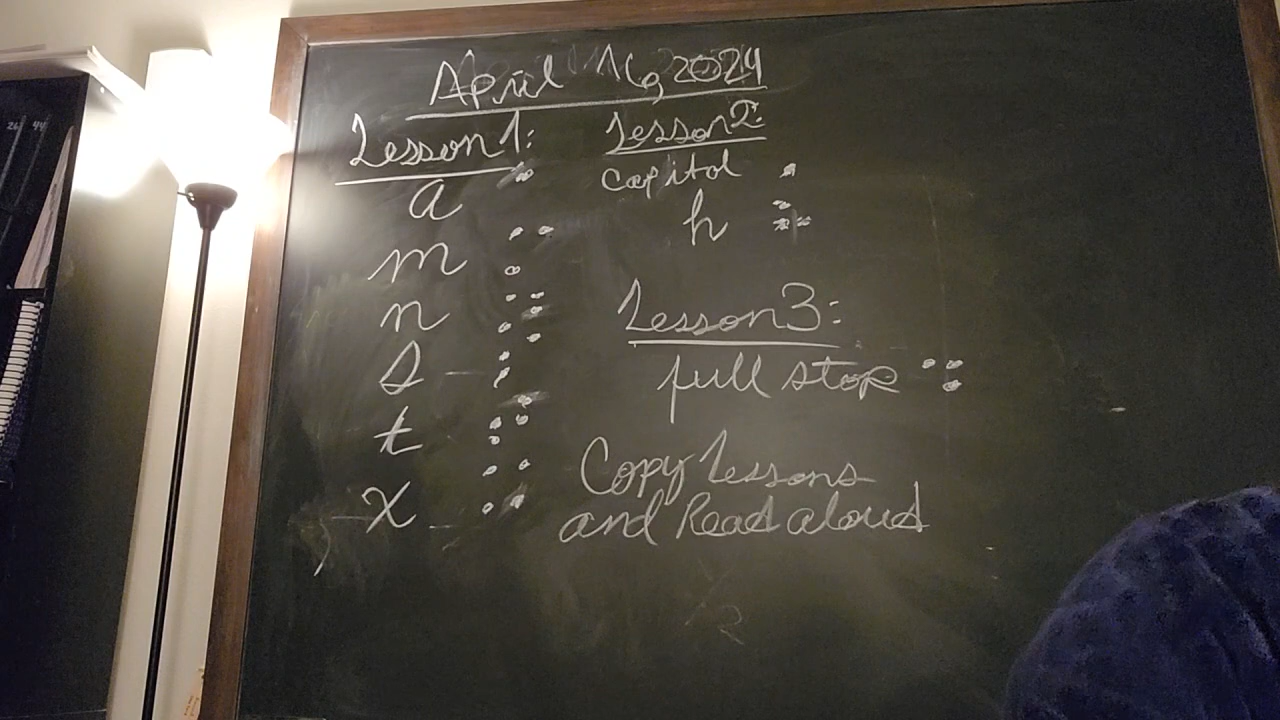 April 16, 2024
Lesson 1:
a
m
n
s
t
x
Lesson 2:
capitol
h
Lesson 3:
full stop
Copy Lessons
and Read aloud